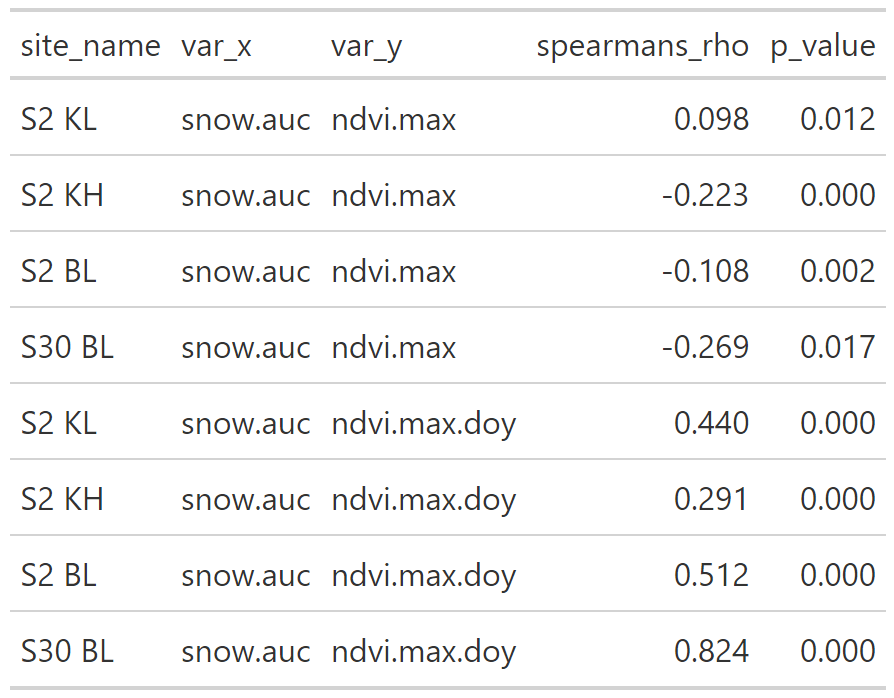 site_name var_x var_y spearmans_rho p_value
S2 KL snow.auc ndvi.max 0.098 0.012
S2 KH snow.auc ndvi.max -0.223 0.000
S2 BL snow.auc ndvi.max -0.108 0.002
S30 BL snow.auc ndvi.max -0.269 0.017
S2 KL snow.auc ndvi.max.doy 0.440 0.000
S2 KH snow.auc ndvi.max.doy 0.291 0.000
S2 BL snow.auc ndvi.max.doy 0.512 0.000
S30 BL snow.auc ndvi.max.doy 0.824 0.000